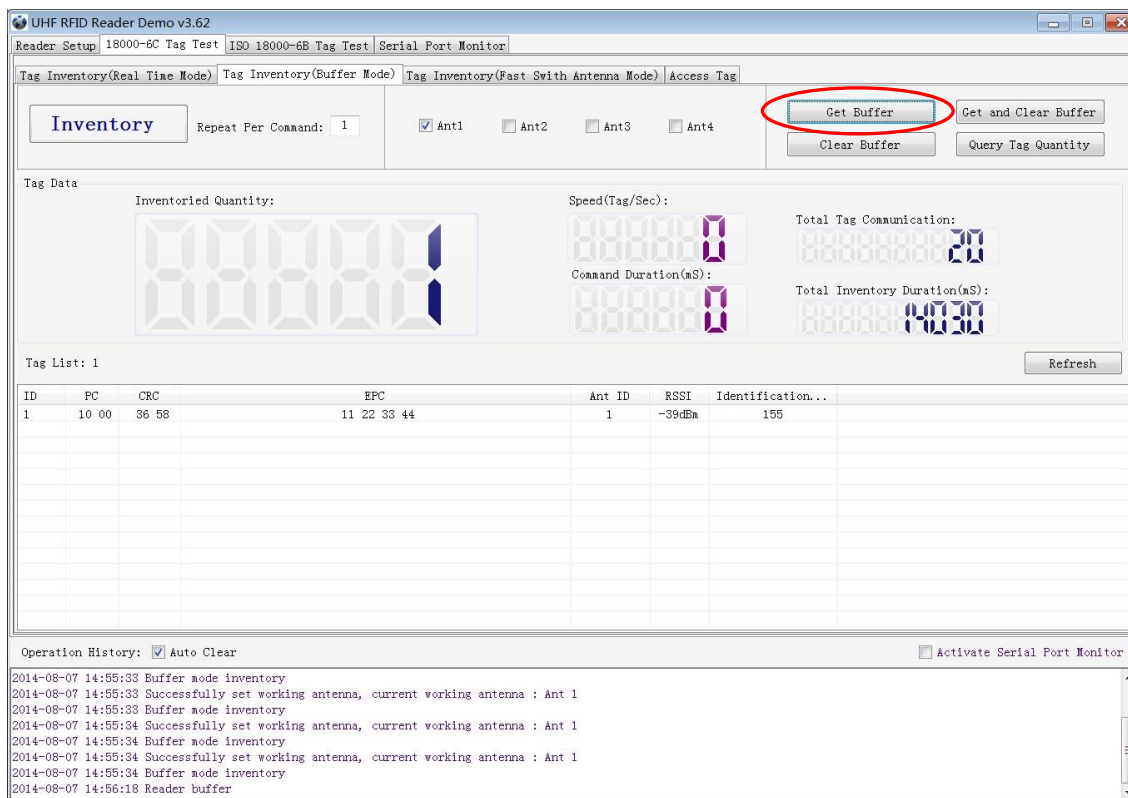 UHF RFID Reader Demo v3.62
Reader Setup 18000-6C Tag Test ISO 18000-6B Tag Test Serial Port Monitor
Tag Inventory(Real Time Mode) Tag Inventory(Buffer Mode) Tag Inventory(Fast Swith Antenna Mode) Access Tag
Inventory Repeat Per Command: 1 Ant1 Ant2 Ant3 Ant4 Get Buffer Get and Clear Buffer
Clear Buffer Query Tag Quantity
Tag Data
Inventoried Quantity: Speed(Tag/Sec): Total Tag Communication:
1 0 20
Command Duration(mS): Total Inventory Duration(mS):
0 14030
Tag List: 1 Refresh
ID PC CRC EPC Ant ID RSSI Identification...
1 10 00 36 58 11 22 33 44 1 -39dBm 155
Operation History: Auto Clear Activate Serial Port Monitor
2014-08-07 14:55:33 Buffer mode inventory
2014-08-07 14:55:33 Successfully set working antenna, current working antenna : Ant 1
2014-08-07 14:55:33 Buffer mode inventory
2014-08-07 14:55:34 Successfully set working antenna, current working antenna : Ant 1
2014-08-07 14:55:34 Buffer mode inventory
2014-08-07 14:55:34 Successfully set working antenna, current working antenna : Ant 1
2014-08-07 14:55:34 Buffer mode inventory
2014-08-07 14:56:18 Reader buffer